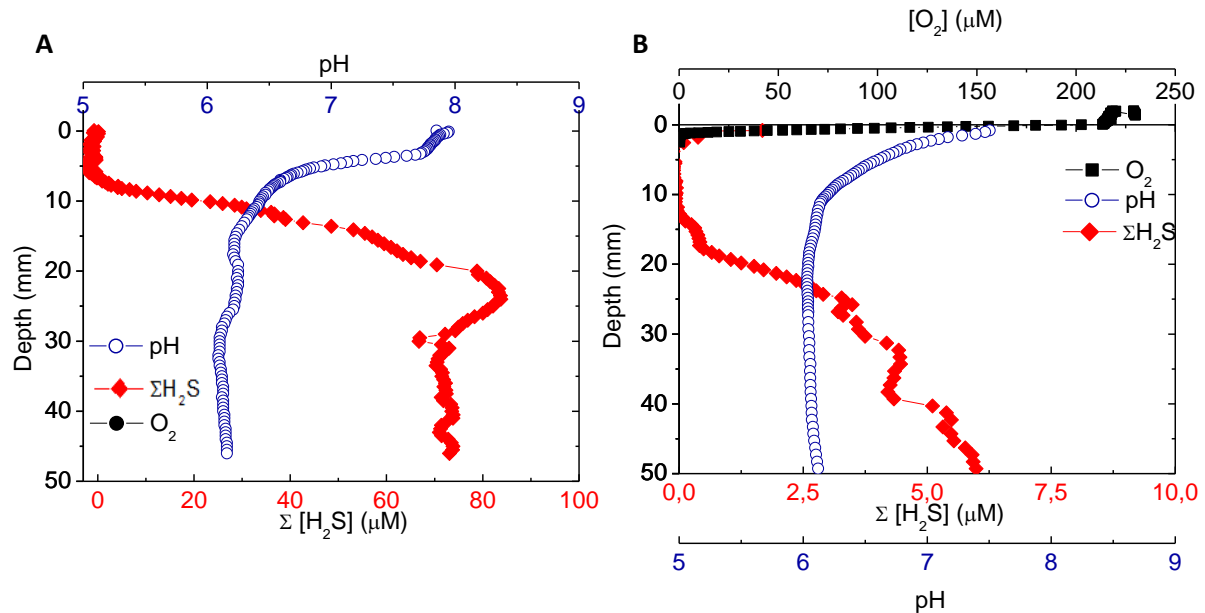 A
pH
5 6 7 8 9
0
10
20
30
40
50
Depth (mm)
pH
ΣH₂S
O₂
0 20 40 60 80 100
Σ [H₂S] (μM)
B
[O₂] (μM)
0 50 100 150 200 250
0
10
20
30
40
50
Depth (mm)
O₂
pH
ΣH₂S
0,0 2,5 5,0 7,5 10,0
Σ [H₂S] (μM)
5 6 7 8 9
pH